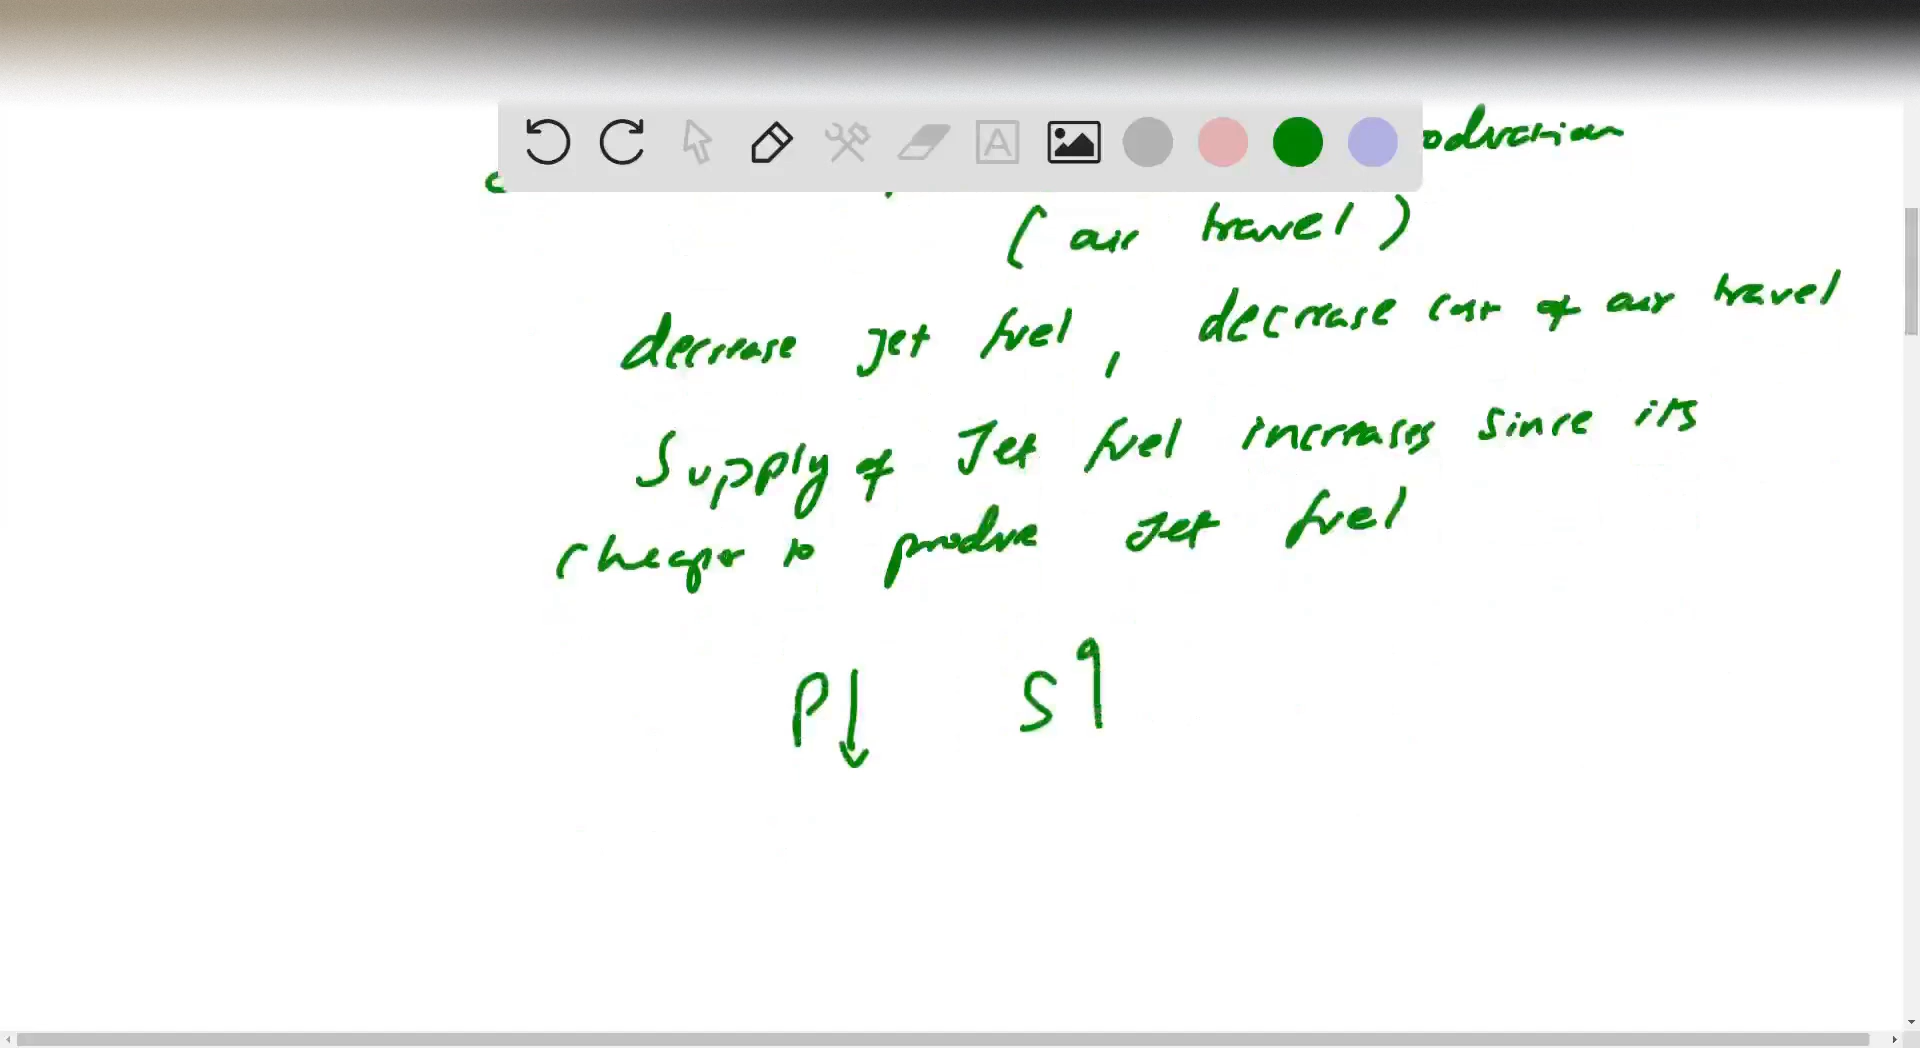 oduction
(air travel)
decrease jet fuel, decrease cost of air travel
Supply of Jet fuel increases since its
cheaper to produce Jet fuel
P↓ S↑